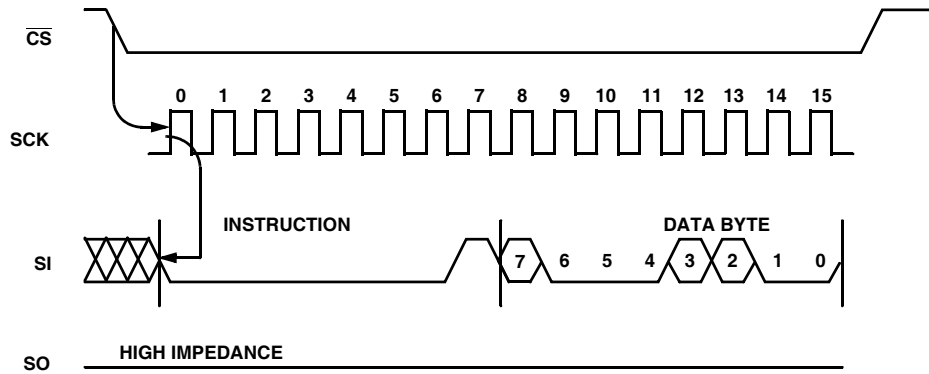 CS
0 1 2 3 4 5 6 7 8 9 10 11 12 13 14 15
SCK
INSTRUCTION DATA BYTE
SI 7 6 5 4 3 2 1 0
HIGH IMPEDANCE
SO